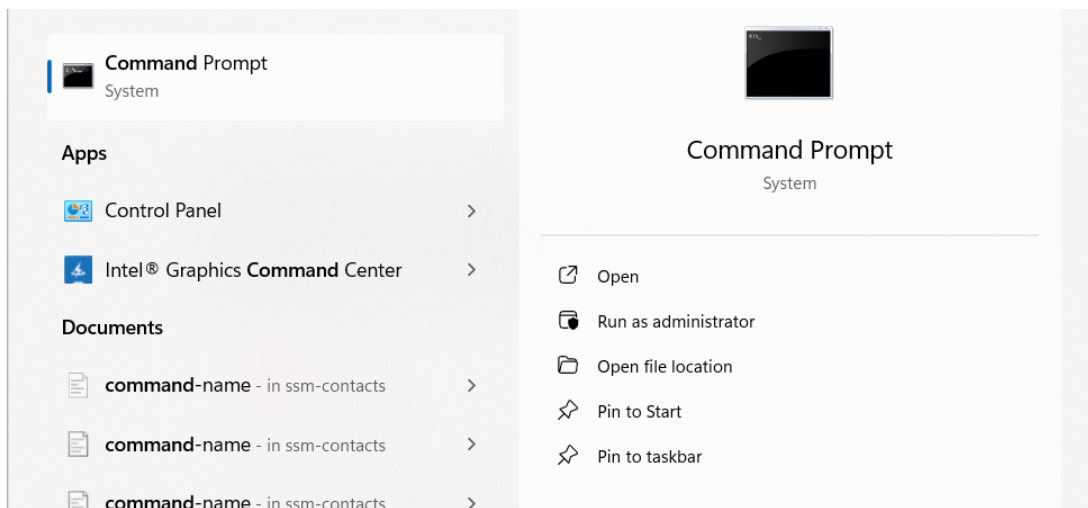 Command Prompt
System
Apps
Control Panel
Intel® Graphics Command Center
Documents
command-name - in ssm-contacts
command-name - in ssm-contacts
command-name - in ssm-contacts
Command Prompt
System
Open
Run as administrator
Open file location
Pin to Start
Pin to taskbar